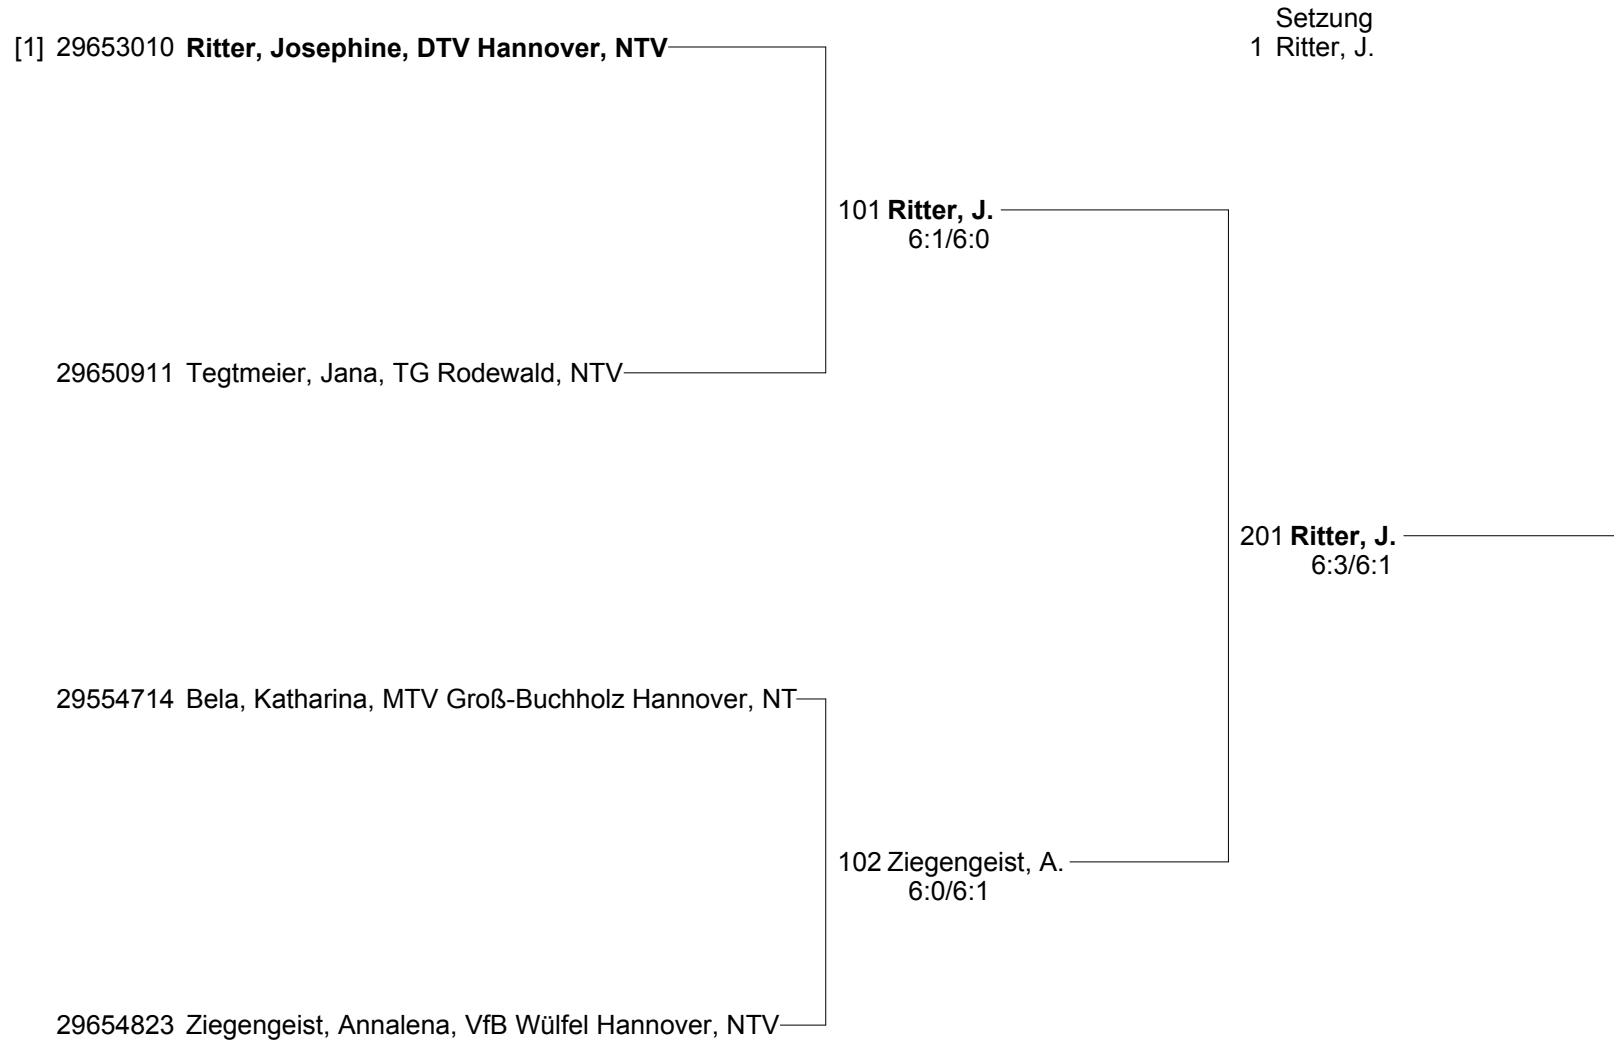 Setzung
[1] 29653010 Ritter, Josephine, DTV Hannover, NTV
1 Ritter, J.
101 Ritter, J.
6:1/6:0
29650911 Tegtmeier, Jana, TG Rodewald, NTV
201 Ritter, J.
6:3/6:1
29554714 Bela, Katharina, MTV Groß-Buchholz Hannover, NT
102 Ziegengeist, A.
6:0/6:1
29654823 Ziegengeist, Annalena, VfB Wülfel Hannover, NTV